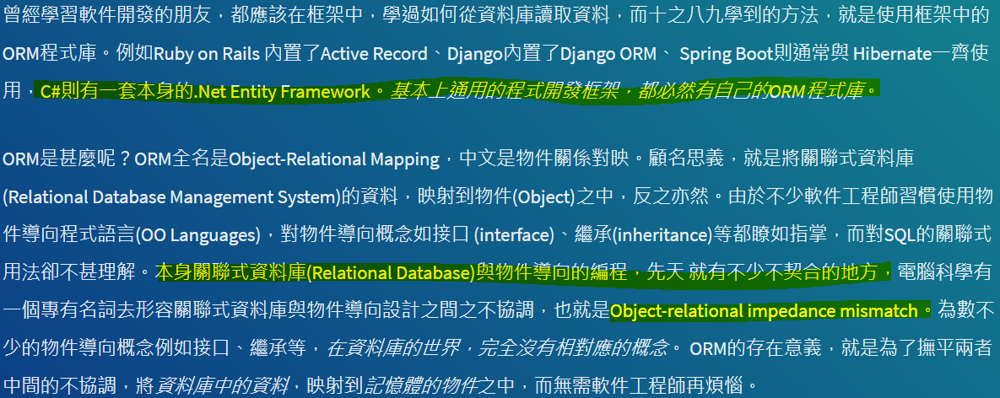 曾經學習軟件開發的朋友，都應該在框架中，學過如何從資料庫讀取資料，而十之八九學到的方法，就是使用框架中的
ORM程式庫。例如Ruby on Rails 內置了Active Record、Django內置了Django ORM、 Spring Boot則通常與 Hibernate一齊使
用，C#則有一套本身的.Net Entity Framework。基本上通用的程式開發框架，都必然有自己的ORM程式庫。
ORM是甚麼呢？ORM全名是Object-Relational Mapping，中文是物件關係對映。顧名思義，就是將關聯式資料庫
(Relational Database Management System)的資料，映射到物件(Object)之中，反之亦然。由於不少軟件工程師習慣使用物
件導向程式語言(OO Languages)，對物件導向概念如接口 (interface)、繼承(inheritance)等都瞭如指掌，而對SQL的關聯式
用法卻不甚理解。本身關聯式資料庫(Relational Database)與物件導向的編程，先天 就有不少不契合的地方，電腦科學有
一個專有名詞去形容關聯式資料庫與物件導向設計之間之不協調，也就是Object-relational impedance mismatch。為數不
少的物件導向概念例如接口、繼承等，在資料庫的世界，完全沒有相對應的概念。 ORM的存在意義，就是為了撫平兩者
中間的不協調，將資料庫中的資料，映射到記憶體的物件之中，而無需軟件工程師再煩惱。